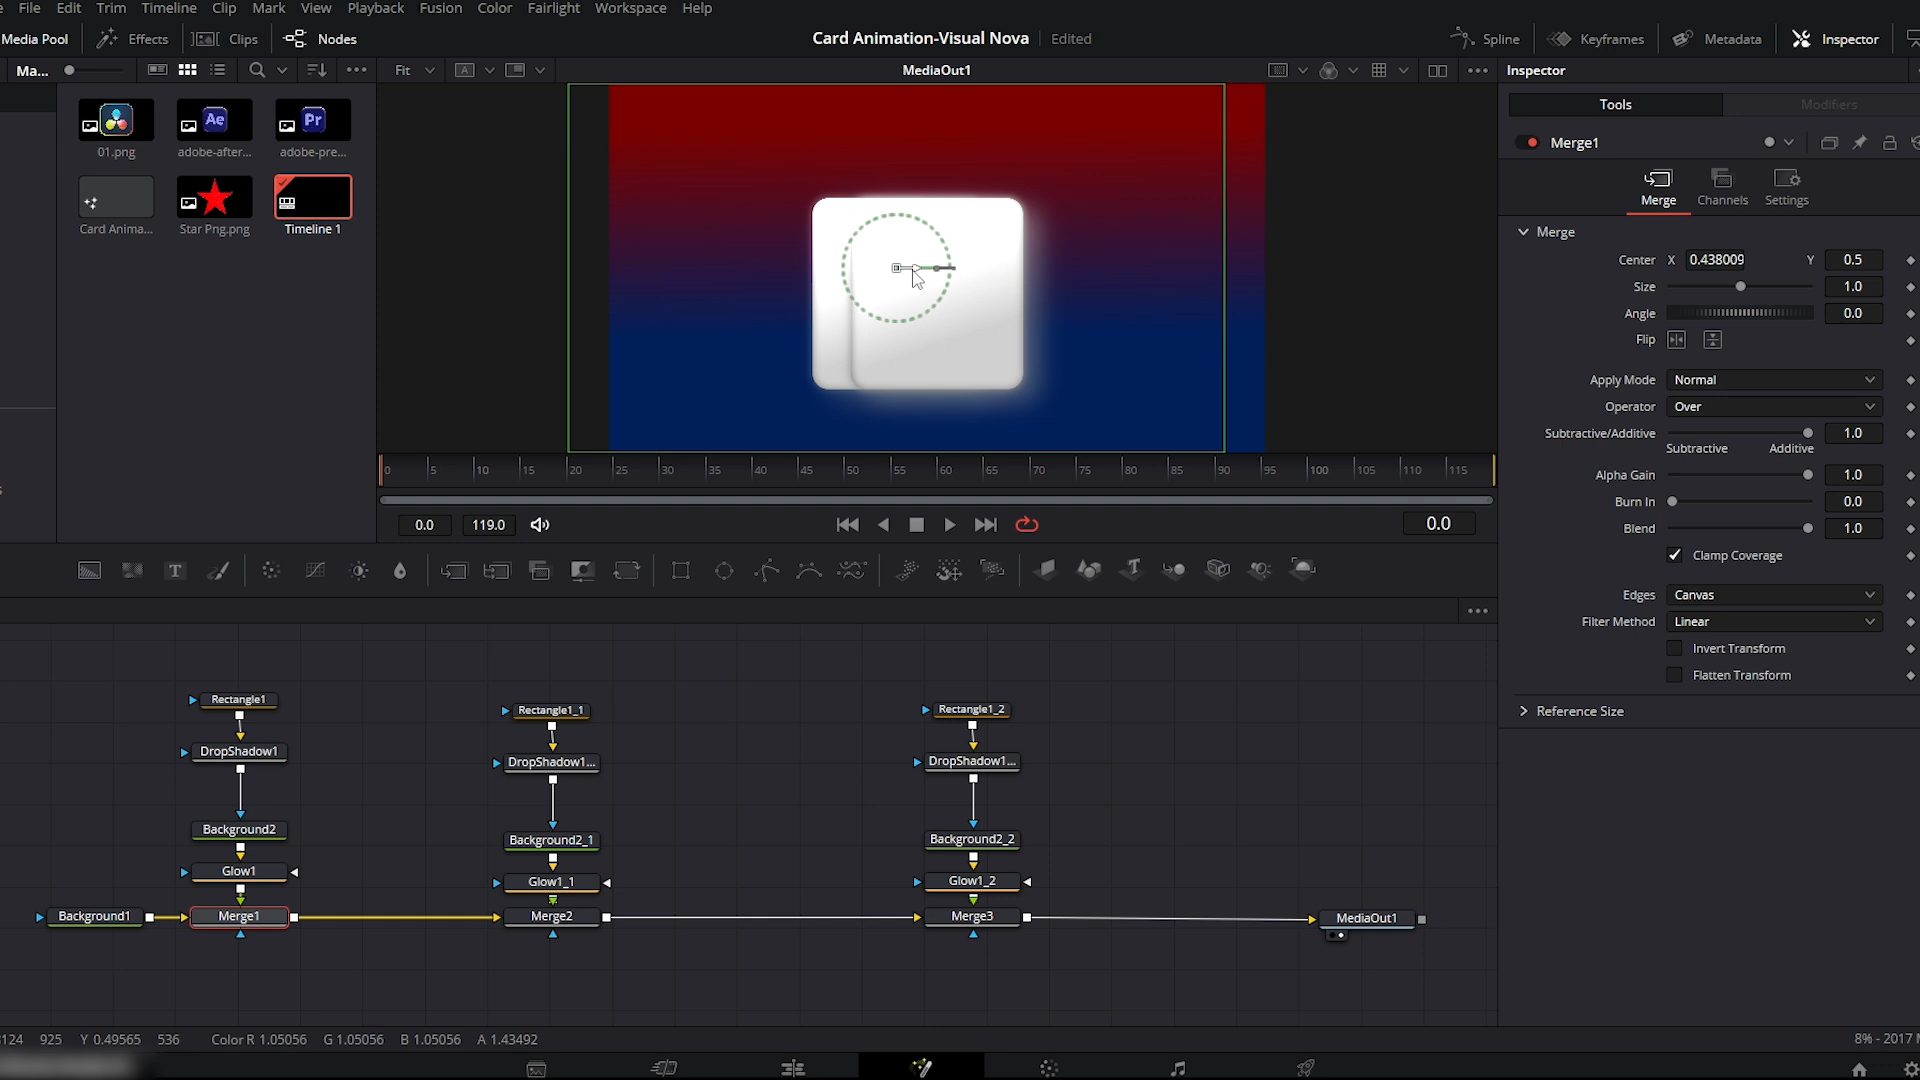 File Edit Trim Timeline Clip Mark View Playback Fusion Color Fairlight Workspace Help
Media Pool Effects Clips Nodes Card Animation-Visual Nova Edited Spline Keyframes Metadata Inspector
Ma... Fit A MediaOut1 Inspector
Tools Modifiers
Ae Pr
01.png adobe-after... adobe-pre...
Merge1
Merge Channels Settings
Card Anima... Star Png.png Timeline 1
Merge
Center X 0.438009 Y 0.5
Size 1.0
Angle 0.0
Flip
Apply Mode Normal
Operator Over
Subtractive/Additive 1.0
Subtractive Additive
0 5 10 15 20 25 30 35 40 45 50 55 60 65 70 75 80 85 90 95 100 105 110 115
Alpha Gain 1.0
Burn In 0.0
0.0 119.0 0.0
Blend 1.0
Clamp Coverage
T T
Edges Canvas
Filter Method Linear
Invert Transform
Flatten Transform
Reference Size
Rectangle1 Rectangle1_1 Rectangle1_2
DropShadow1 DropShadow1... DropShadow1...
Background2 Background2_1 Background2_2
Glow1 Glow1_1 Glow1_2
Background1 Merge1 Merge2 Merge3 MediaOut1
124 925 Y 0.49565 536 Color R 1.05056 G 1.05056 B 1.05056 A 1.43492 8% - 2017